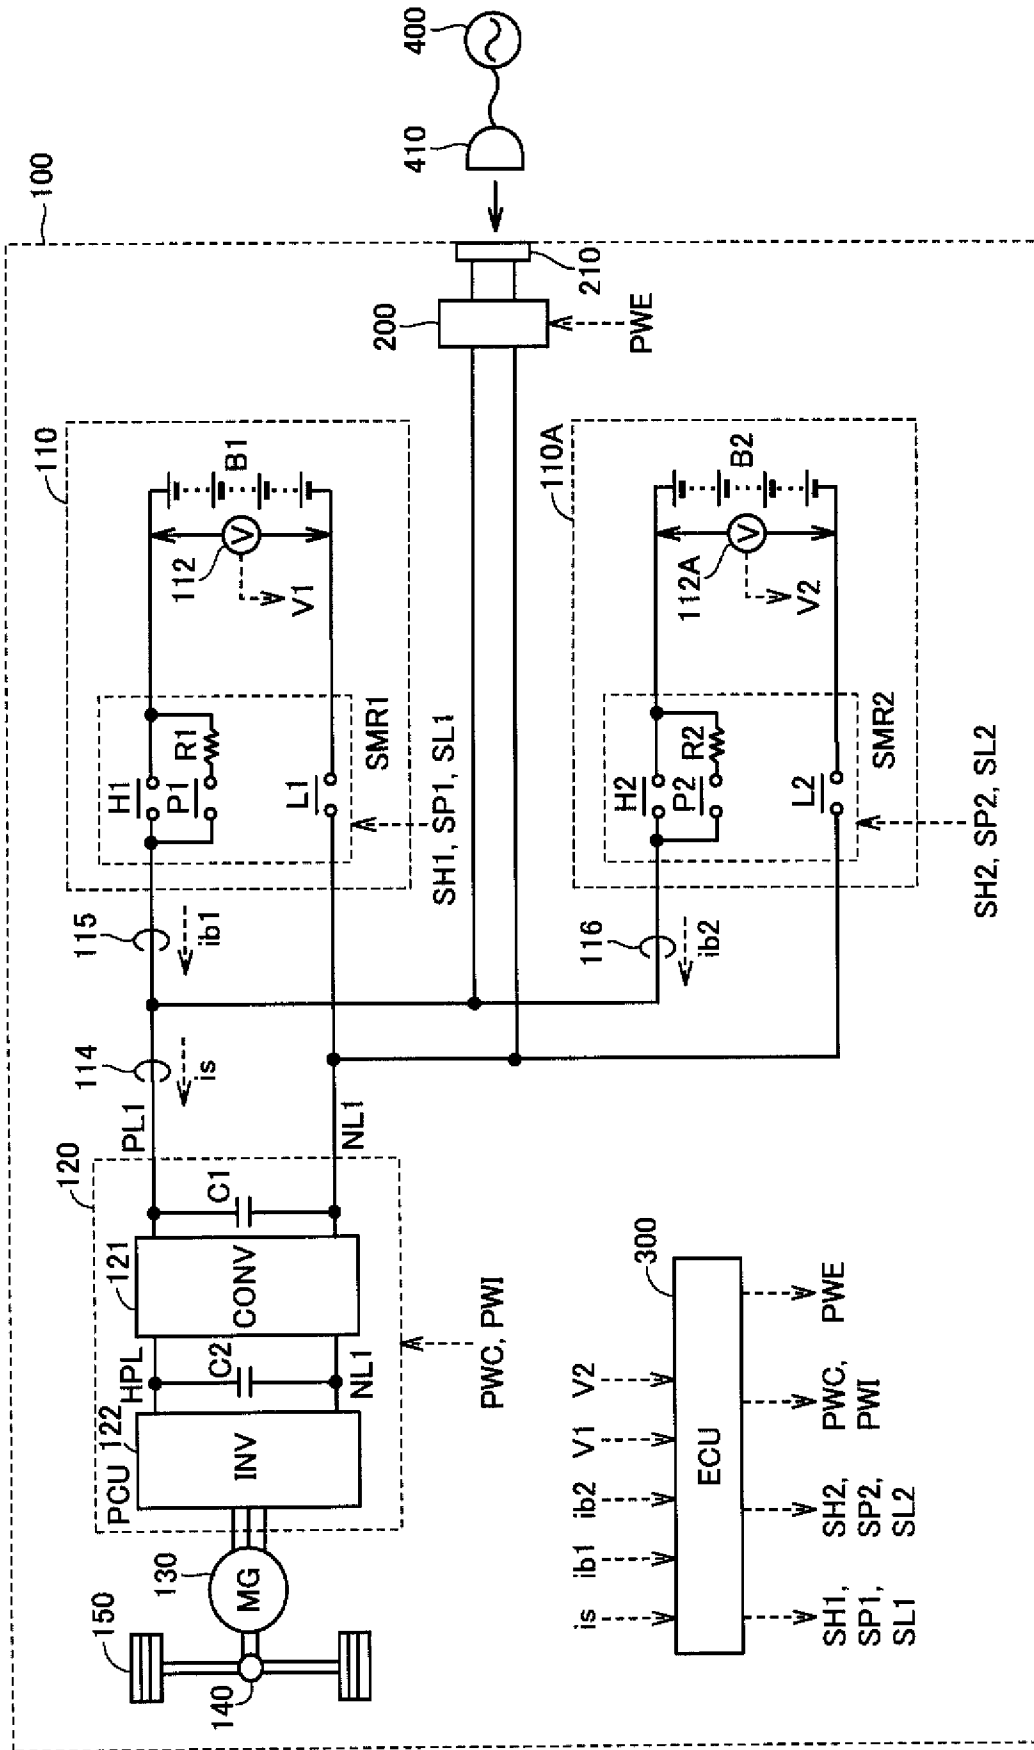 100
150
130
140
MG
PCU
122
INV
HPL
C2
NL1
121
CONV
120
C1
PL1
NL1
PWC, PWI
114
is
115
ib1
110
H1
P1
R1
L1
SMR1
SH1, SP1, SL1
112
V
V1
B1
116
ib2
110A
H2
P2
R2
L2
SMR2
SH2, SP2, SL2
112A
V
V2
B2
200
210
PWE
410
400
300
ECU
is
ib1
ib2
V1
V2
SH1,
SP1,
SL1
SH2,
SP2,
SL2
PWC,
PWI
PWE